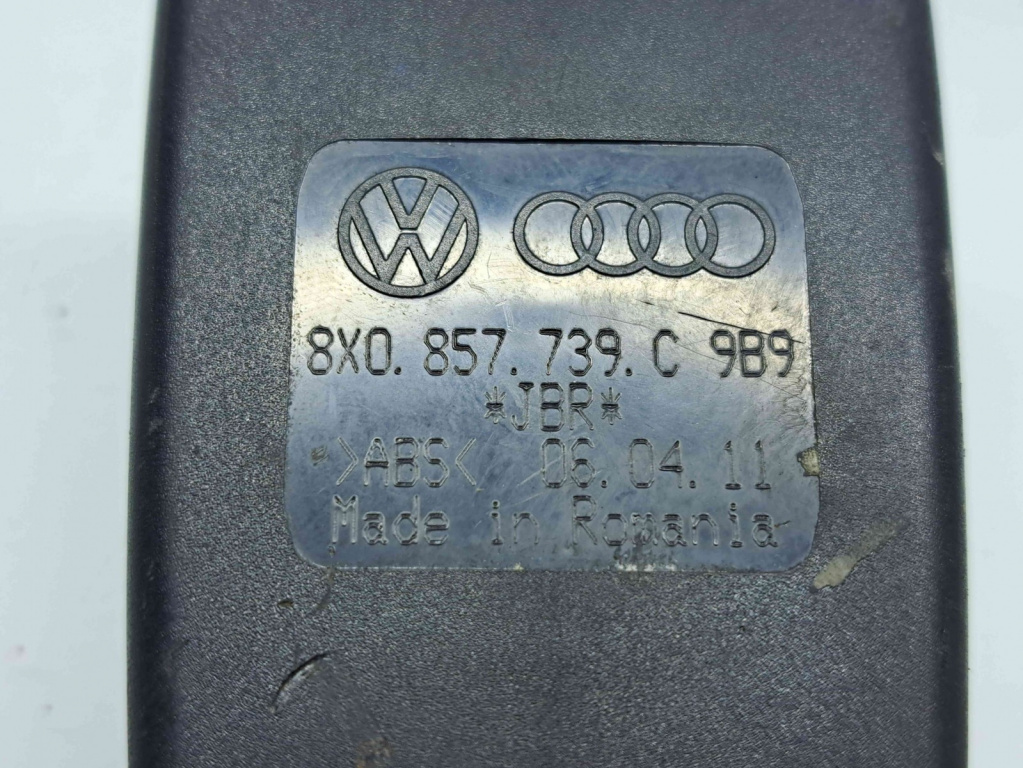 8X0. 857. 739. C 9B9
*JBR*
>ABS< 06.04.11
Made in Romania